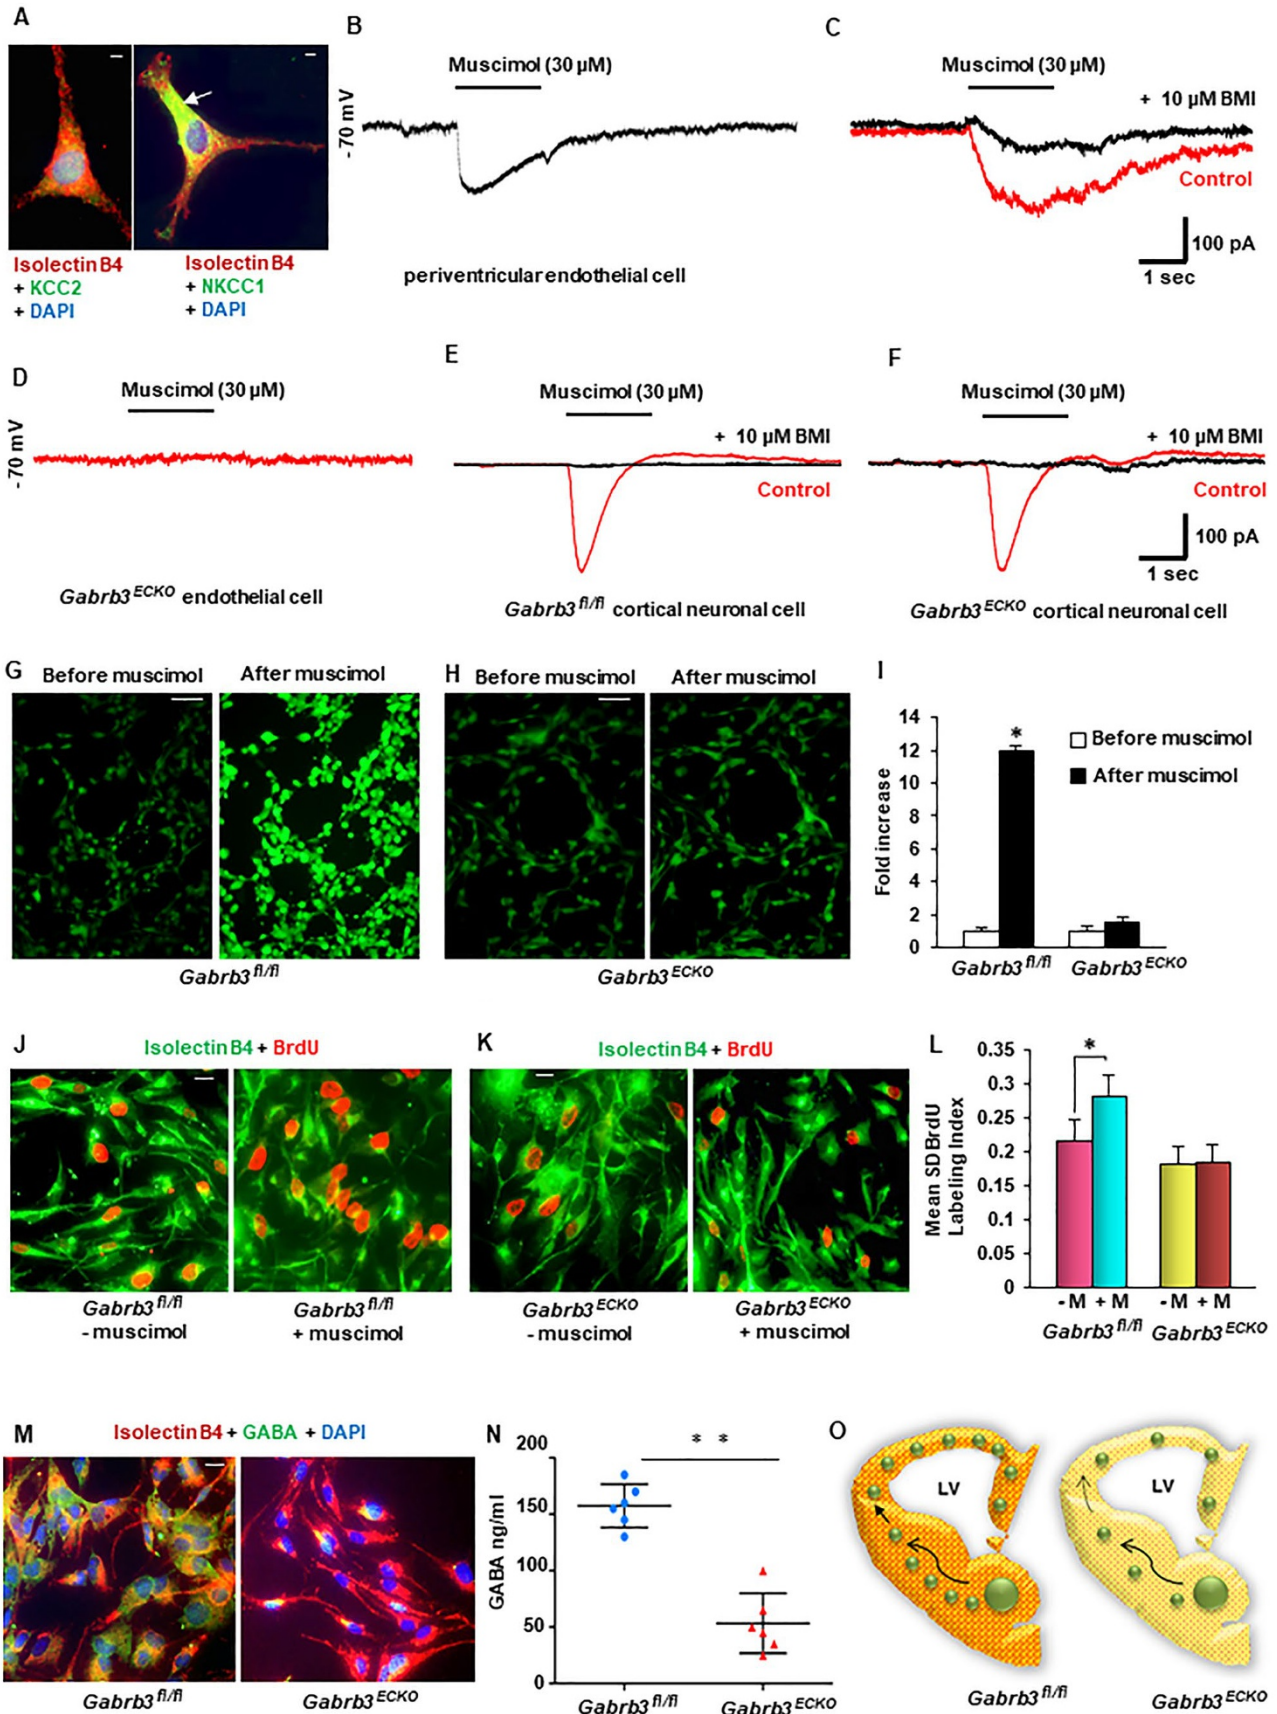 A
Isolectin B4
+ KCC2
+ DAPI
Isolectin B4
+ NKCC1
+ DAPI
B
Muscimol (30 µM)
-70 mV
periventricular endothelial cell
C
Muscimol (30 µM)
+ 10 µM BMI
Control
100 pA
1 sec
D
Muscimol (30 µM)
-70 mV
Gabrb3 ECKO endothelial cell
E
Muscimol (30 µM)
+ 10 µM BMI
Control
Gabrb3 fl/fl cortical neuronal cell
F
Muscimol (30 µM)
+ 10 µM BMI
Control
100 pA
1 sec
Gabrb3 ECKO cortical neuronal cell
G
Before muscimol
After muscimol
Gabrb3 fl/fl
H
Before muscimol
After muscimol
Gabrb3 ECKO
I
Fold increase
14
12
10
8
6
4
2
0
*
Before muscimol
After muscimol
Gabrb3 fl/fl
Gabrb3 ECKO
J
Isolectin B4 + BrdU
Gabrb3 fl/fl
- muscimol
Gabrb3 fl/fl
+ muscimol
K
Isolectin B4 + BrdU
Gabrb3 ECKO
- muscimol
Gabrb3 ECKO
+ muscimol
L
Mean SD BrdU
Labeling Index
0.35
0.3
0.25
0.2
0.15
0.1
0.05
0
*
- M + M
- M + M
Gabrb3 fl/fl
Gabrb3 ECKO
M
Isolectin B4 + GABA + DAPI
Gabrb3 fl/fl
Gabrb3 ECKO
N
GABA ng/ml
200
150
100
50
0
* *
Gabrb3 fl/fl
Gabrb3 ECKO
O
LV
LV
Gabrb3 fl/fl
Gabrb3 ECKO